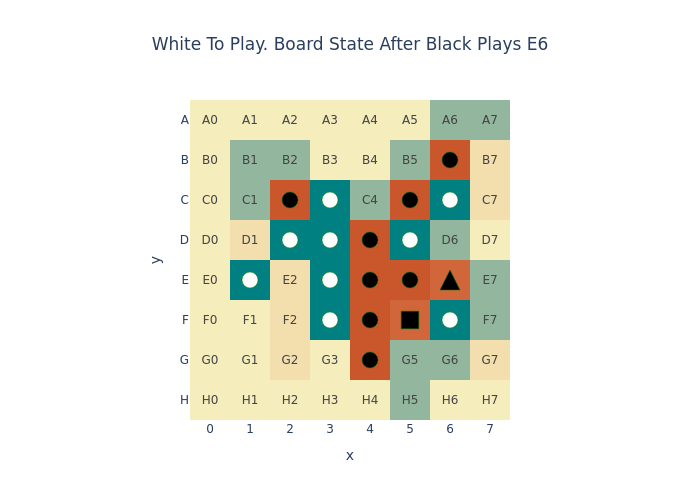 White To Play. Board State After Black Plays E6
A A0 A1 A2 A3 A4 A5 A6 A7
B B0 B1 B2 B3 B4 B5 B7
C C0 C1 C4 C7
D D0 D1 D6 D7
y
E E0 E2 E7
F F0 F1 F2 F7
G G0 G1 G2 G3 G5 G6 G7
H H0 H1 H2 H3 H4 H5 H6 H7
0 1 2 3 4 5 6 7
x